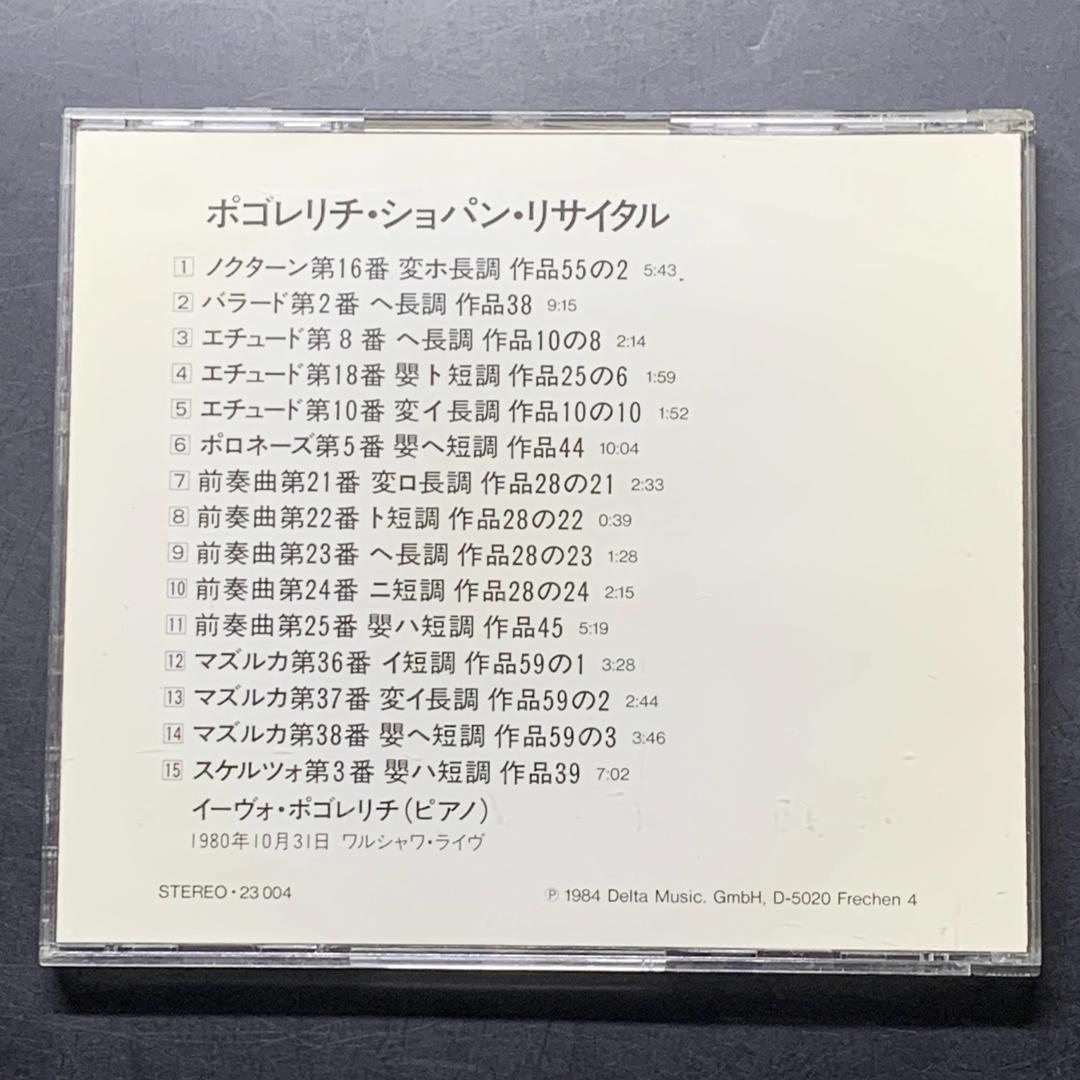 ポゴレリチ・ショパン・リサイタル
1 ノクターン第16番 変ホ長調 作品55の2 5:43
2 バラード第2番 ヘ長調 作品38 9:15
3 エチュード第8番 ヘ長調 作品10の8 2:14
4 エチュード第18番 嬰ト短調 作品25の6 1:59
5 エチュード第10番 変イ長調 作品10の10 1:52
6 ポロネーズ第5番 嬰ヘ短調 作品44 10:04
7 前奏曲第21番 変ロ長調 作品28の21 2:33
8 前奏曲第22番 ト短調 作品28の22 0:39
9 前奏曲第23番 ヘ長調 作品28の23 1:28
10 前奏曲第24番 ニ短調 作品28の24 2:15
11 前奏曲第25番 嬰ハ短調 作品45 5:19
12 マズルカ第36番 イ短調 作品59の1 3:28
13 マズルカ第37番 変イ長調 作品59の2 2:44
14 マズルカ第38番 嬰ヘ短調 作品59の3 3:46
15 スケルツォ第3番 嬰ハ短調 作品39 7:02
イーヴォ・ポゴレリチ(ピアノ)
1980年10月31日 ワルシャワ・ライヴ
STEREO・23 004 ℗ 1984 Delta Music. GmbH, D-5020 Frechen 4